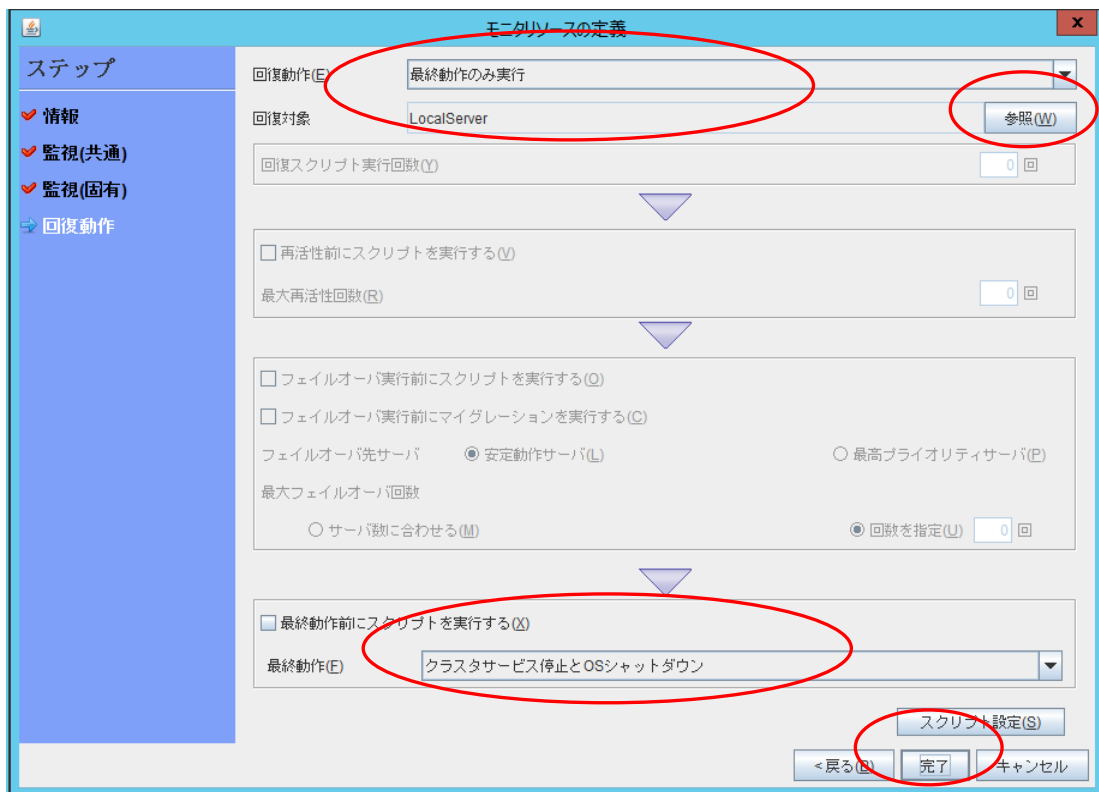 モニタリソースの定義
x
ステップ
情報
監視(共通)
監視(固有)
回復動作
回復動作(E)
最終動作のみ実行
回復対象
LocalServer
参照(W)
回復スクリプト実行回数(Y)
0 回
再活性前にスクリプトを実行する(V)
最大再活性回数(R)
0 回
フェイルオーバ実行前にスクリプトを実行する(O)
フェイルオーバ実行前にマイグレーションを実行する(C)
フェイルオーバ先サーバ
安定動作サーバ(L)
最高プライオリティサーバ(P)
最大フェイルオーバ回数
サーバ数に合わせる(M)
回数を指定(U) 0 回
最終動作前にスクリプトを実行する(X)
最終動作(F)
クラスタサービス停止とOSシャットダウン
スクリプト設定(S)
<戻る(B)
完了
キャンセル